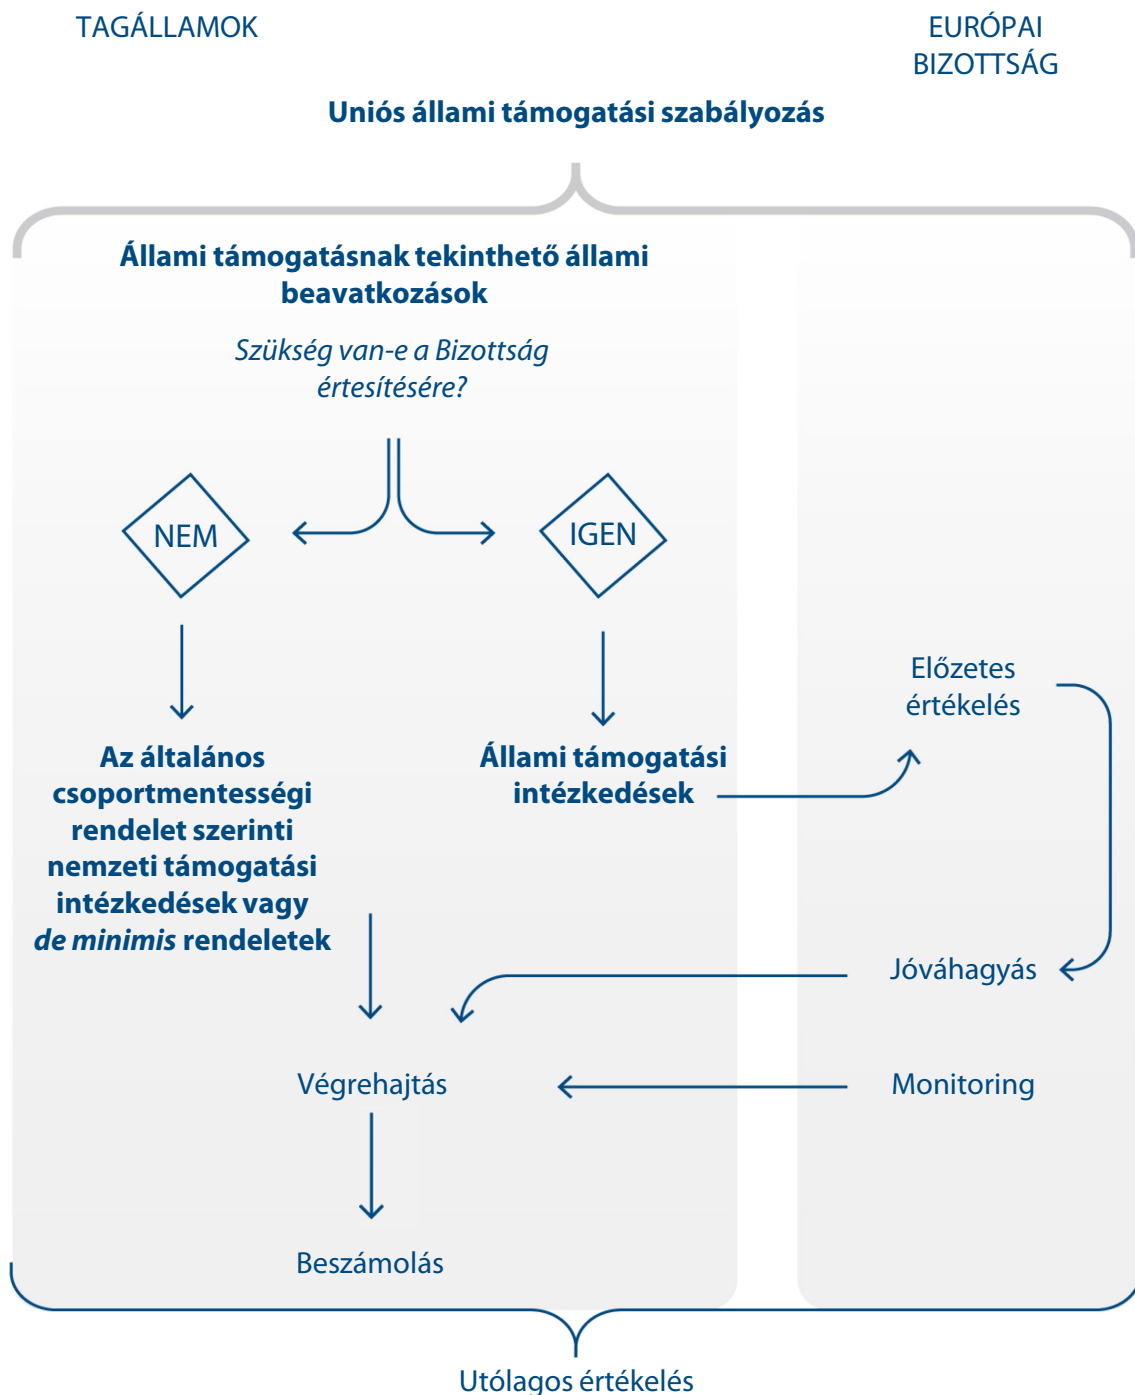 TAGÁLLAMOK
EURÓPAI
BIZOTTSÁG
Uniós állami támogatási szabályozás
Állami támogatásnak tekinthető állami
beavatkozások
Szükség van-e a Bizottság
értesítésére?
NEM
IGEN
Az általános
csoportmentességi
rendelet szerinti
nemzeti támogatási
intézkedések vagy
de minimis rendeletek
Állami támogatási
intézkedések
Előzetes
értékelés
Jóváhagyás
Végrehajtás
Monitoring
Beszámolás
Utólagos értékelés